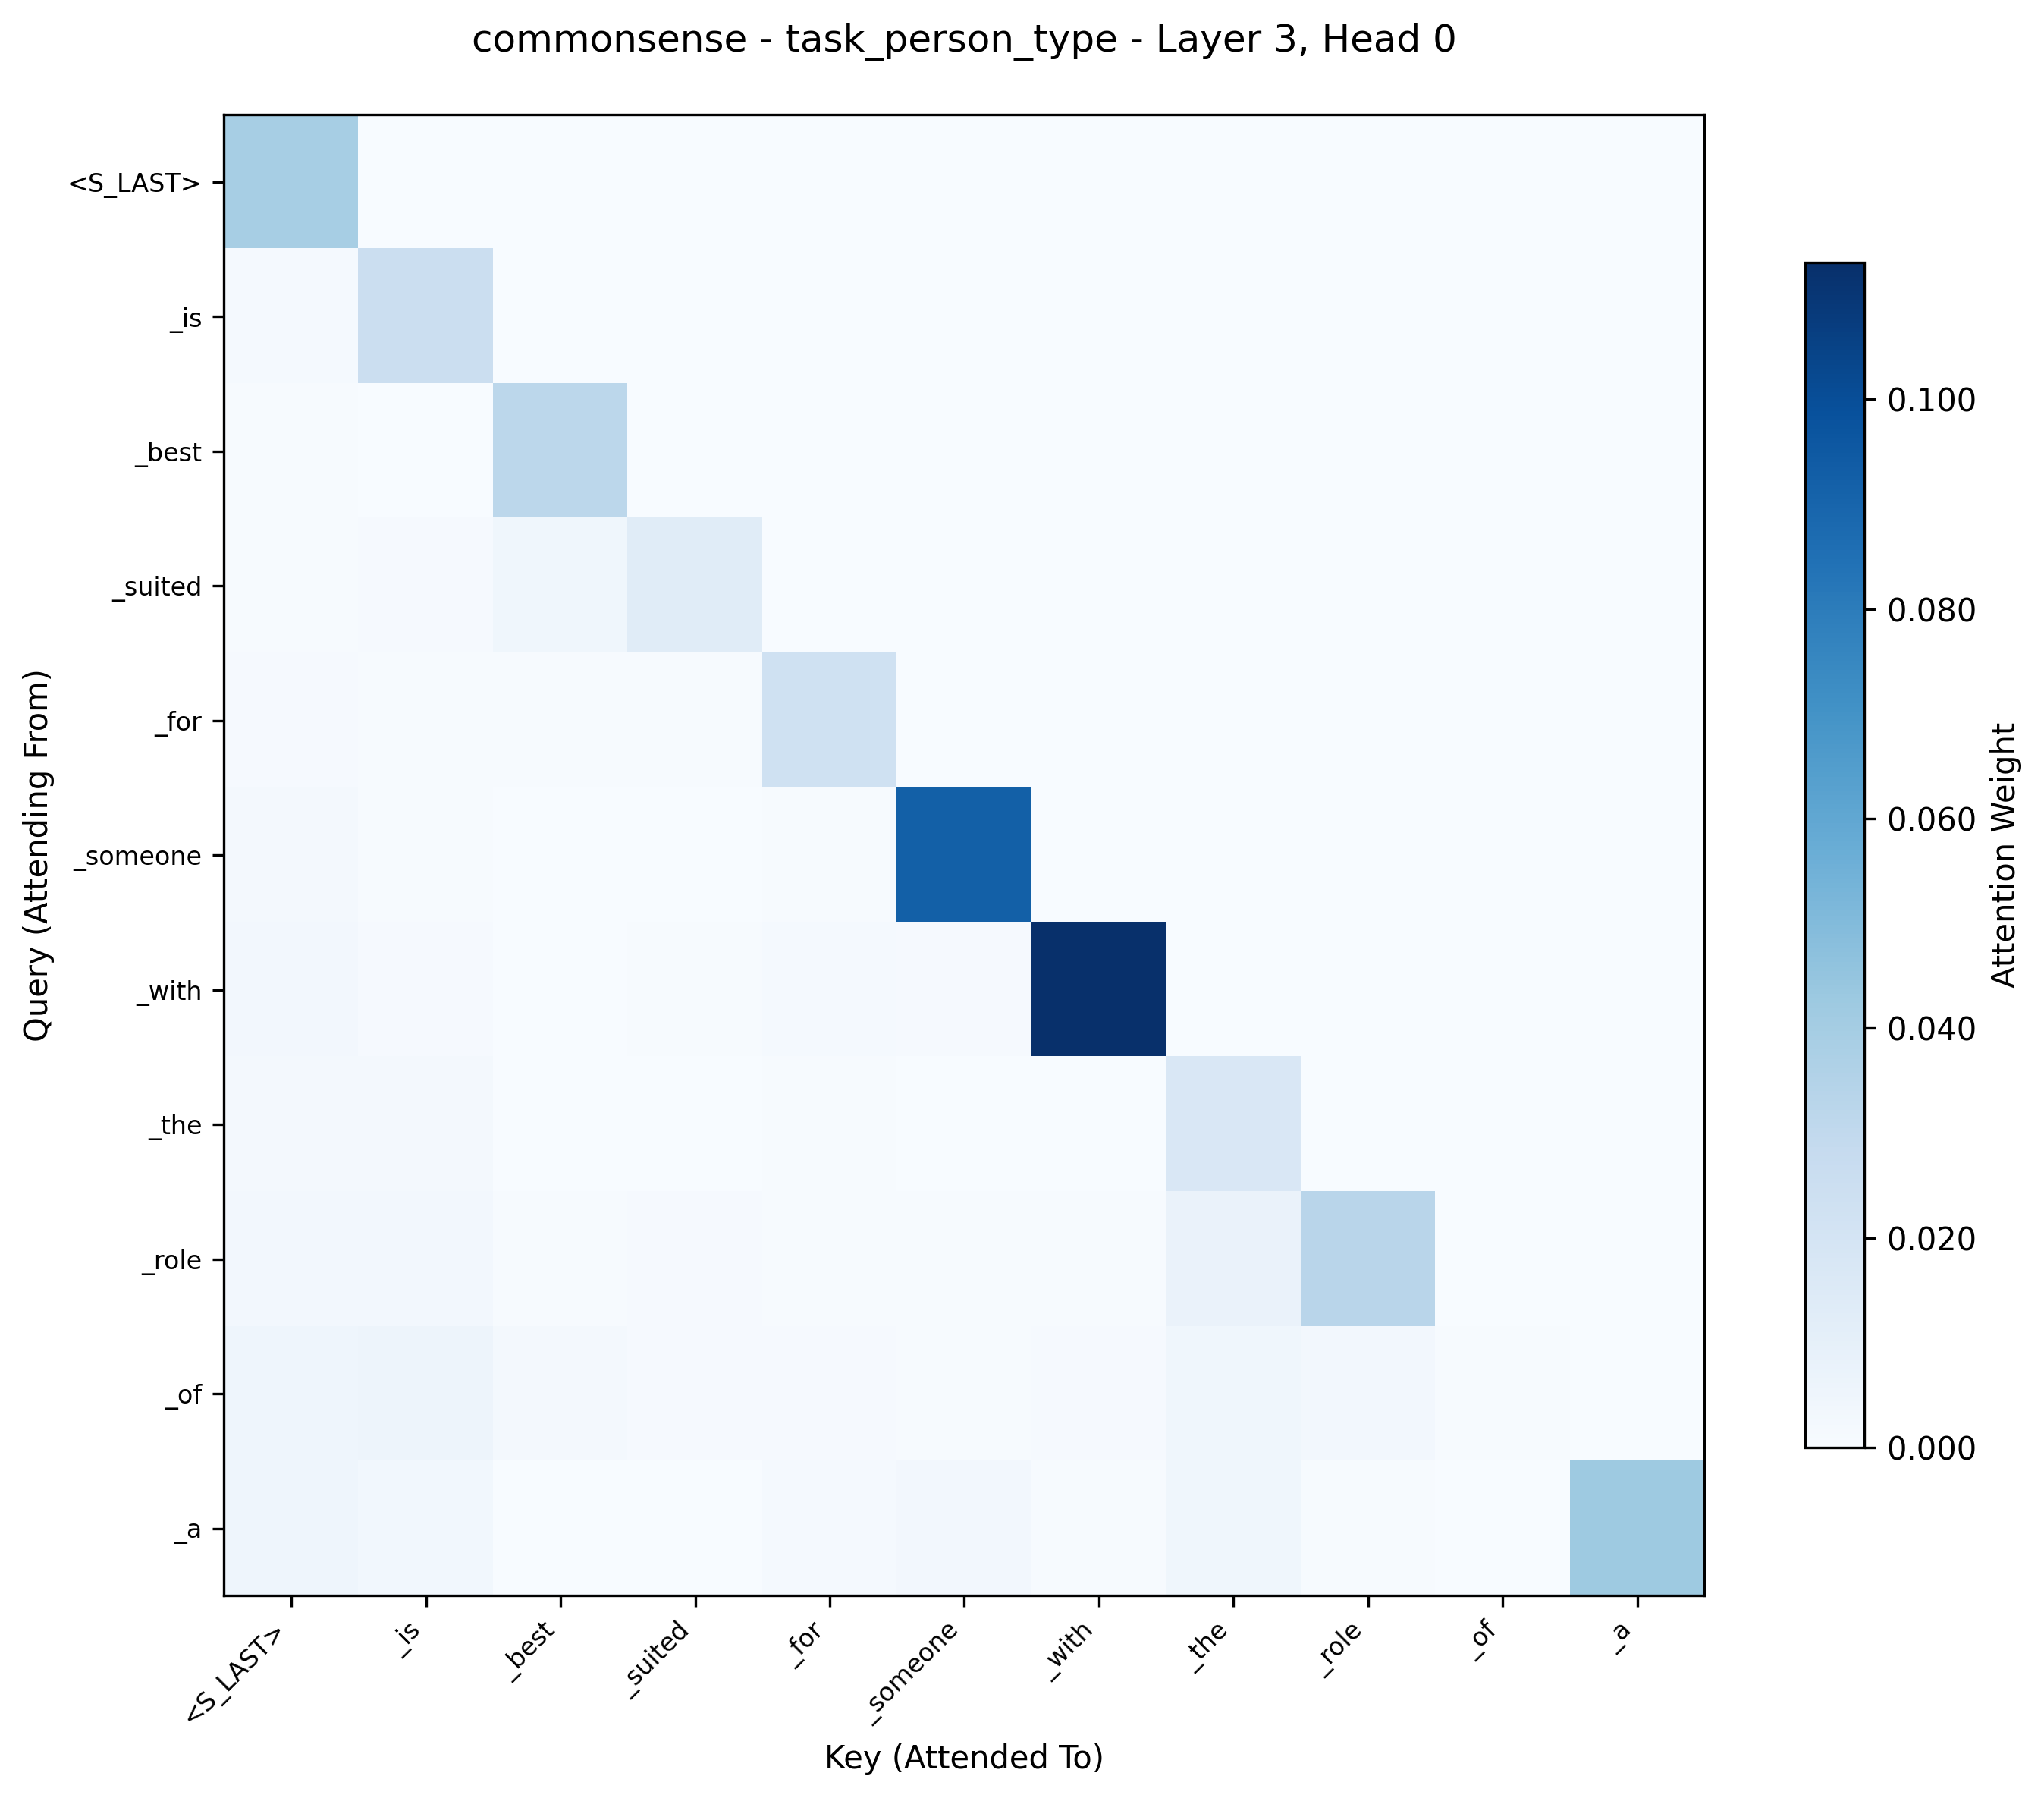 commonsense - task_person_type - Layer 3, Head 0
Query (Attending From)
<S_LAST>
_is
_best
_suited
_for
_someone
_with
_the
_role
_of
_a
<S_LAST>
_is
_best
_suited
_for
_someone
_with
_the
_role
_of
_a
Key (Attended To)
0.100
0.080
0.060
0.040
0.020
0.000
Attention Weight